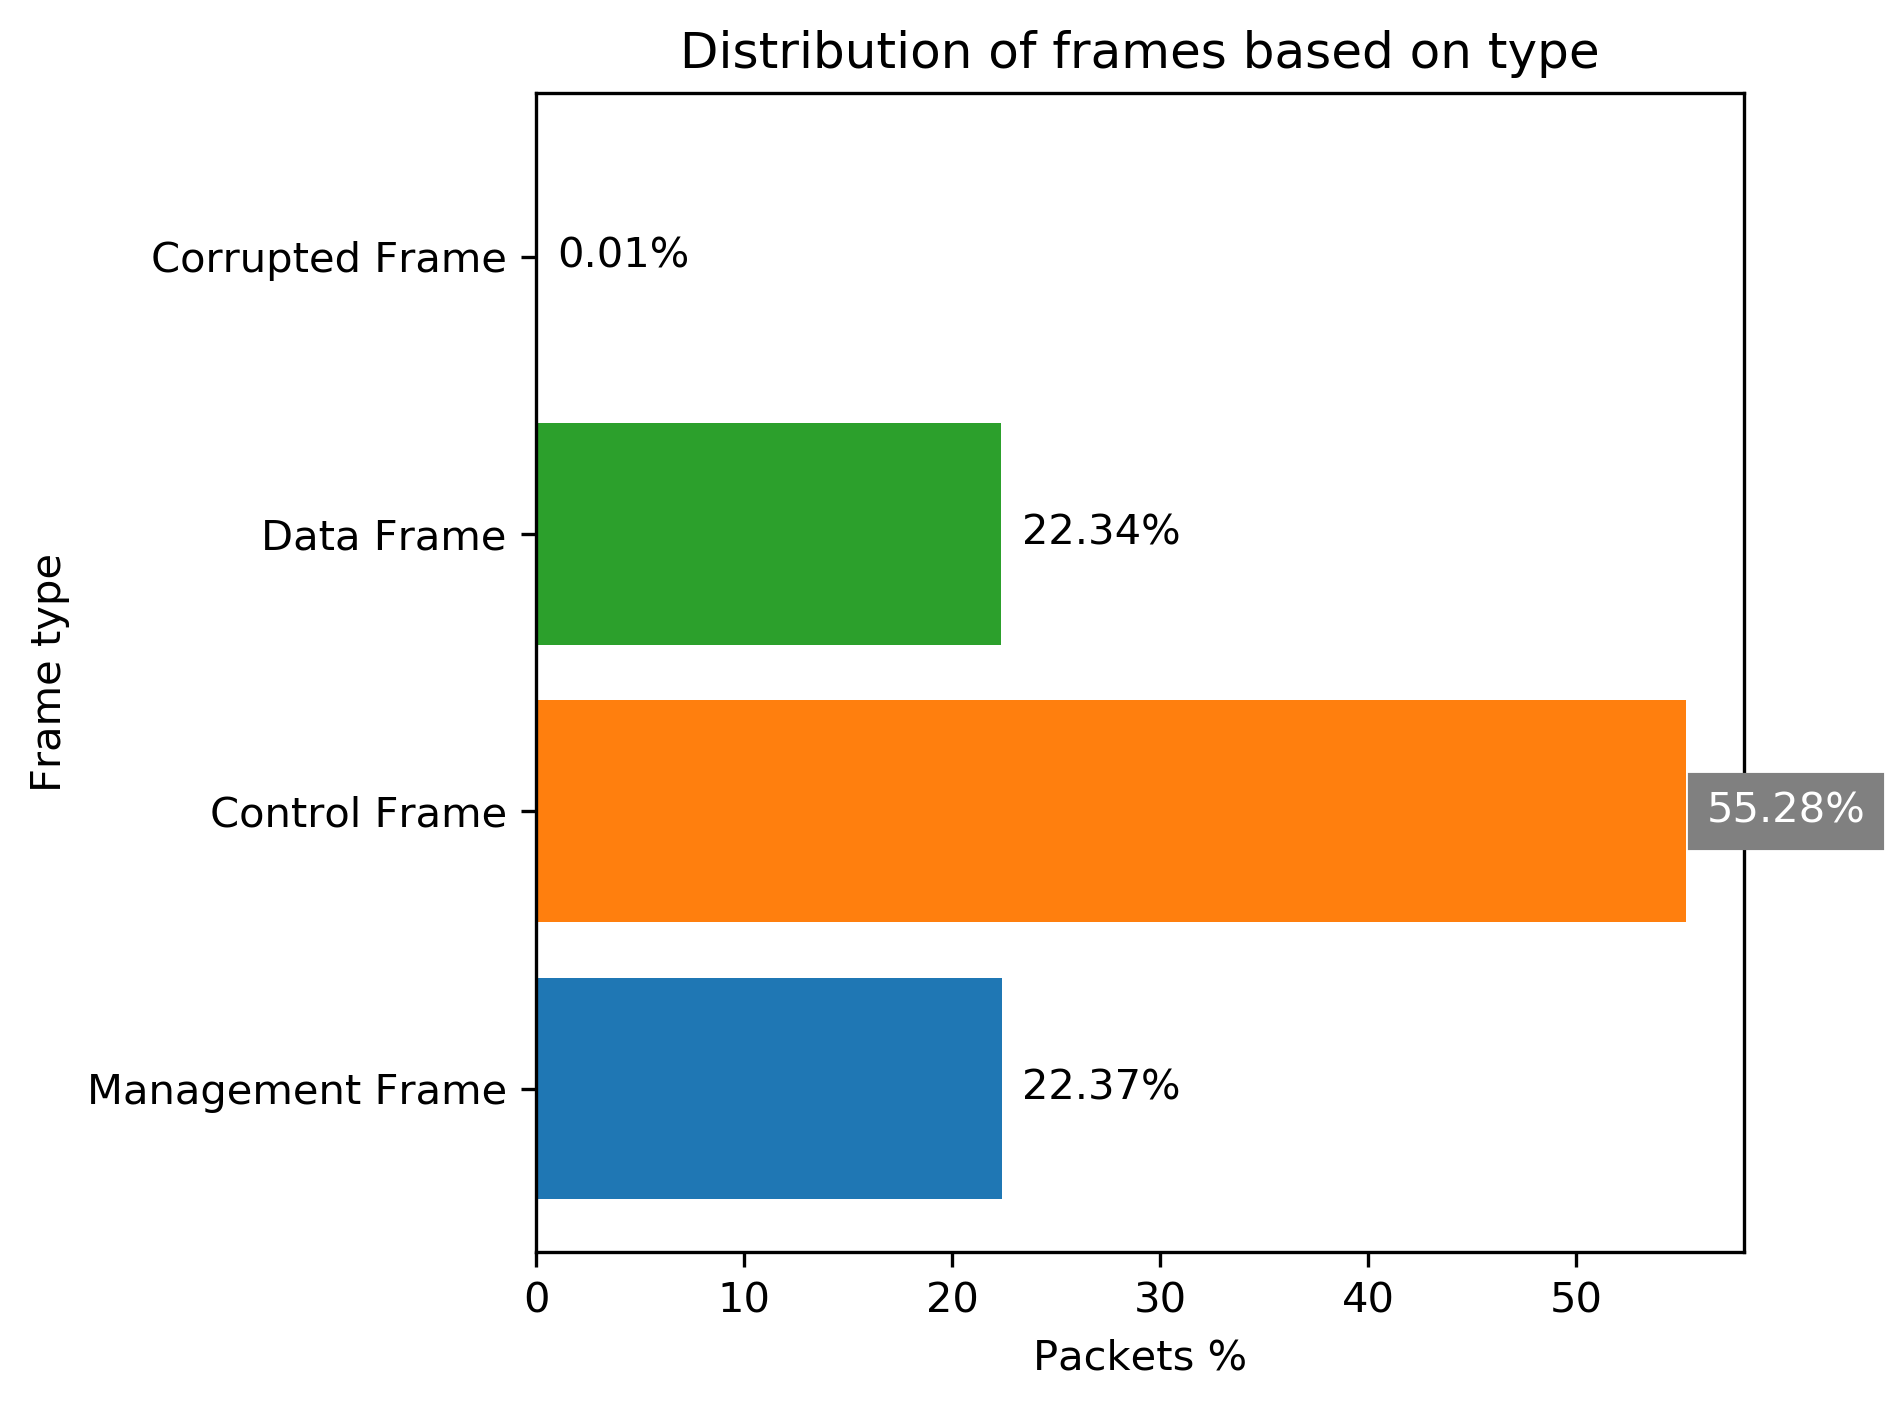 Distribution of frames based on type
Corrupted Frame
0.01%
Data Frame
22.34%
Control Frame
55.28%
Management Frame
22.37%
Frame type
0 10 20 30 40 50
Packets %